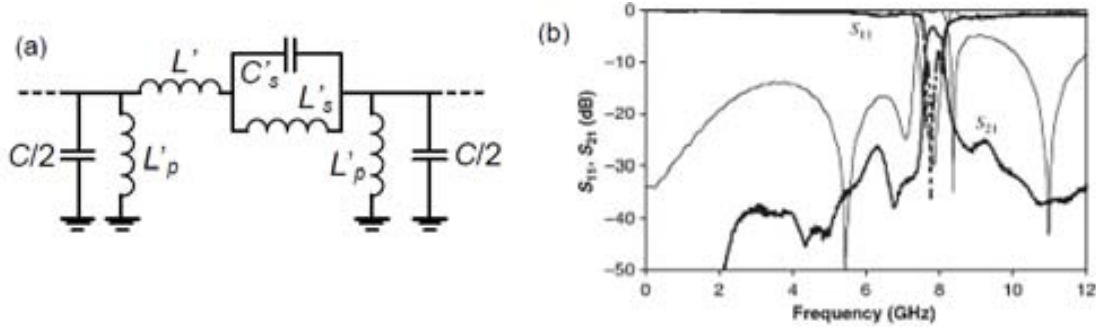 (a)
L'
C's
L's
C/2
L'p
L'p
C/2
(b)
S11, S21 (dB)
0
−10
−20
−30
−40
−50
S11
S21
0
2
4
6
8
10
12
Frequency (GHz)